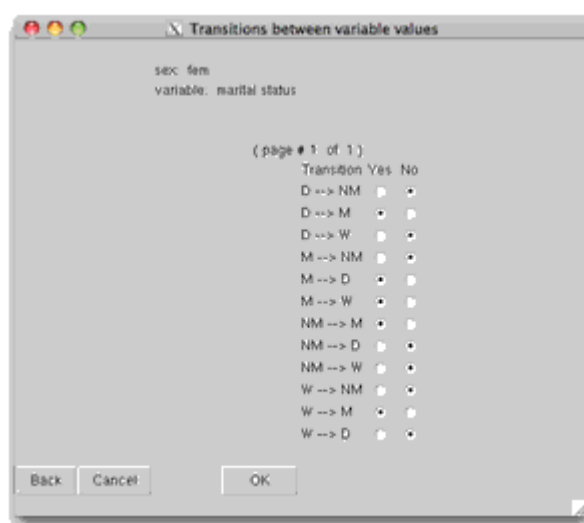 Transitions between variable values
sex: fem
variable: marital status
( page # 1 of 1 )
Transition Yes No
D --> NM
D --> M
D --> W
M --> NM
M --> D
M --> W
NM --> M
NM --> D
NM --> W
W --> NM
W --> M
W --> D
Back Cancel OK